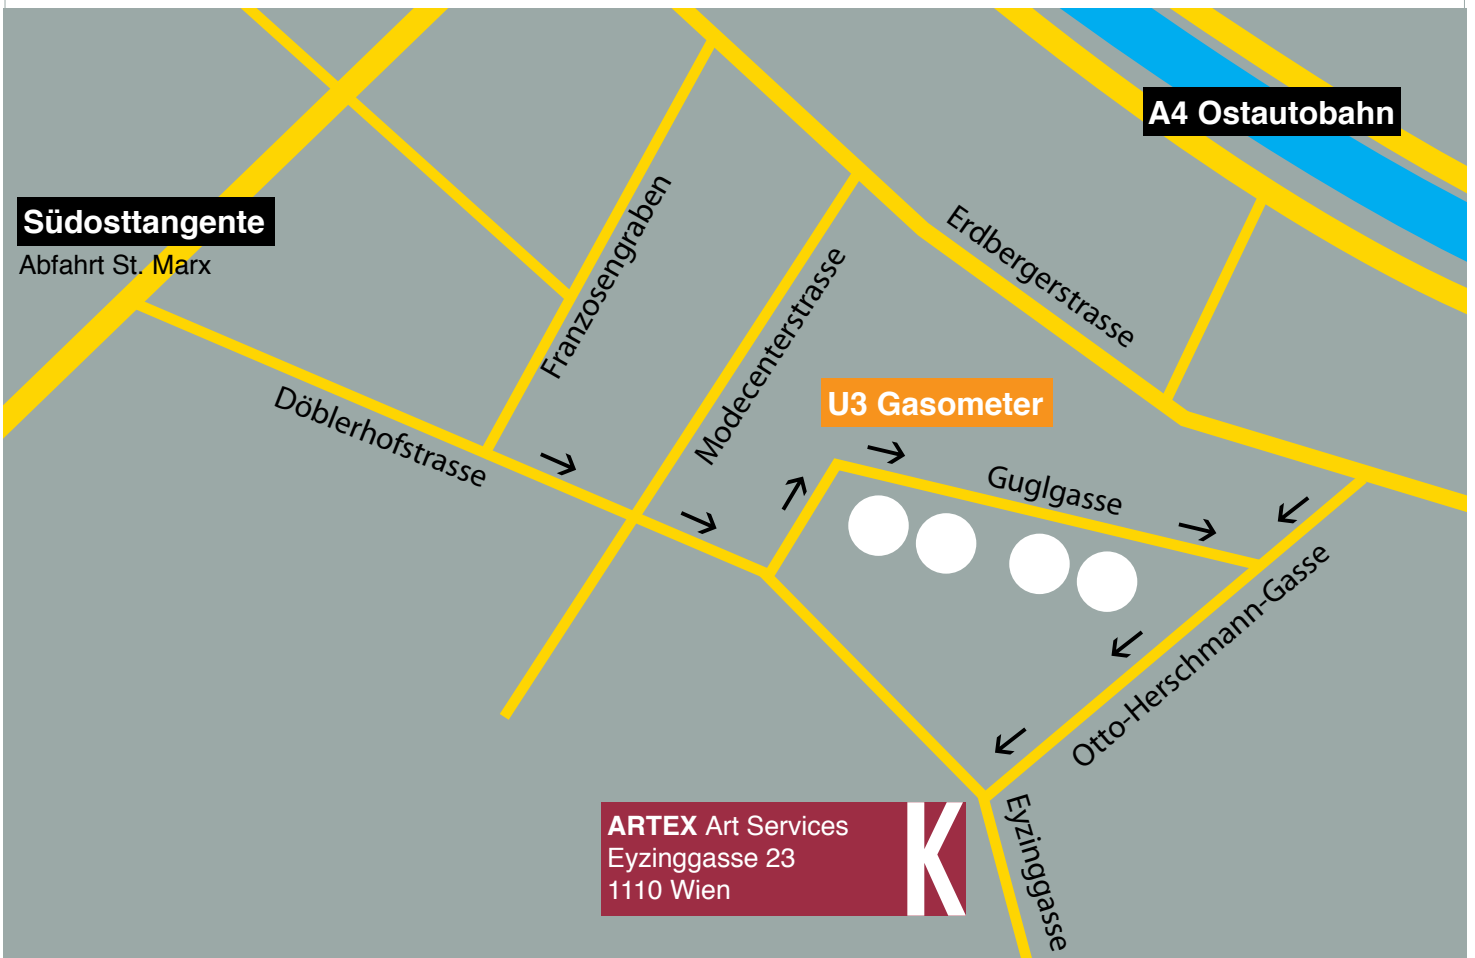 A4 Ostautobahn
Südosttangente
Abfahrt St. Marx
Franzosengraben
Erdbergerstrasse
Modecenterstrasse
Döblerhofstrasse
U3 Gasometer
Guglgasse
Otto-Herschmann-Gasse
ARTEX Art Services
Eyzinggasse 23
1110 Wien
K
Eyzinggasse